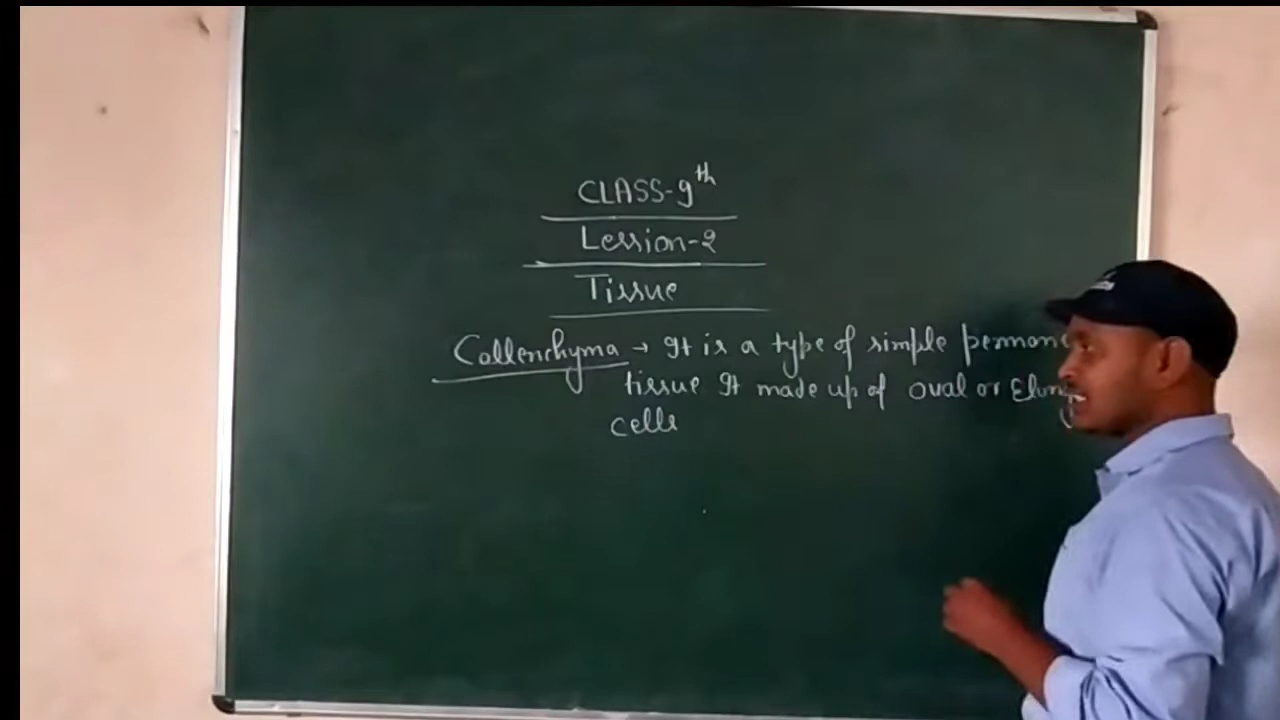 CLASS-9th
Lession-2
Tissue
Collenchyma → It is a type of simple
tissue It made up of oval or
cells